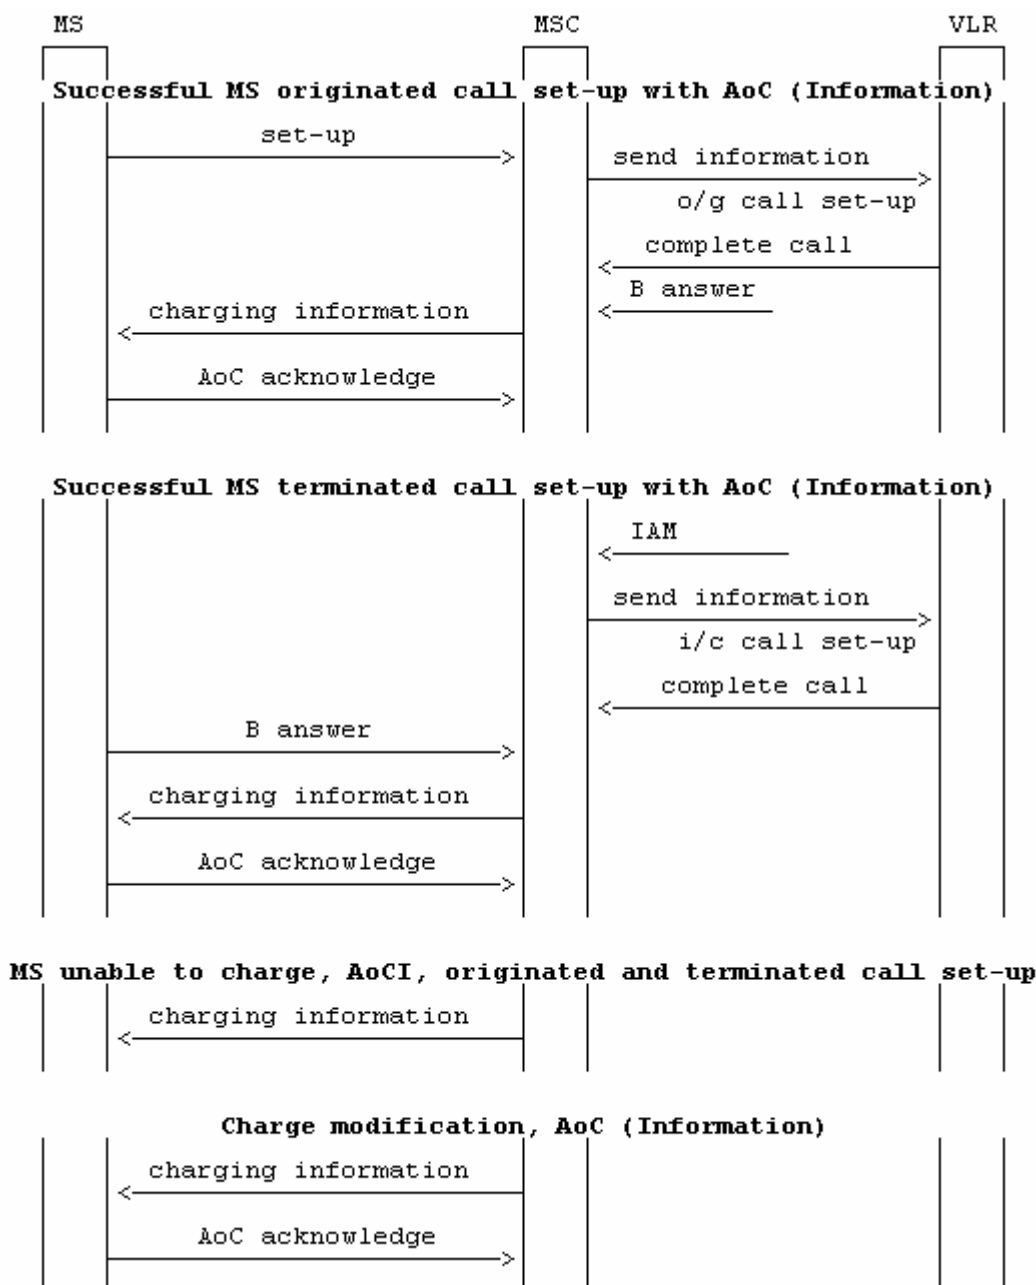 MS MSC VLR
Successful MS originated call set-up with AoC (Information)
set-up
send information
o/g call set-up
complete call
B answer
charging information
AoC acknowledge
Successful MS terminated call set-up with AoC (Information)
IAM
send information
i/c call set-up
complete call
B answer
charging information
AoC acknowledge
MS unable to charge, AoCI, originated and terminated call set-up
charging information
Charge modification, AoC (Information)
charging information
AoC acknowledge